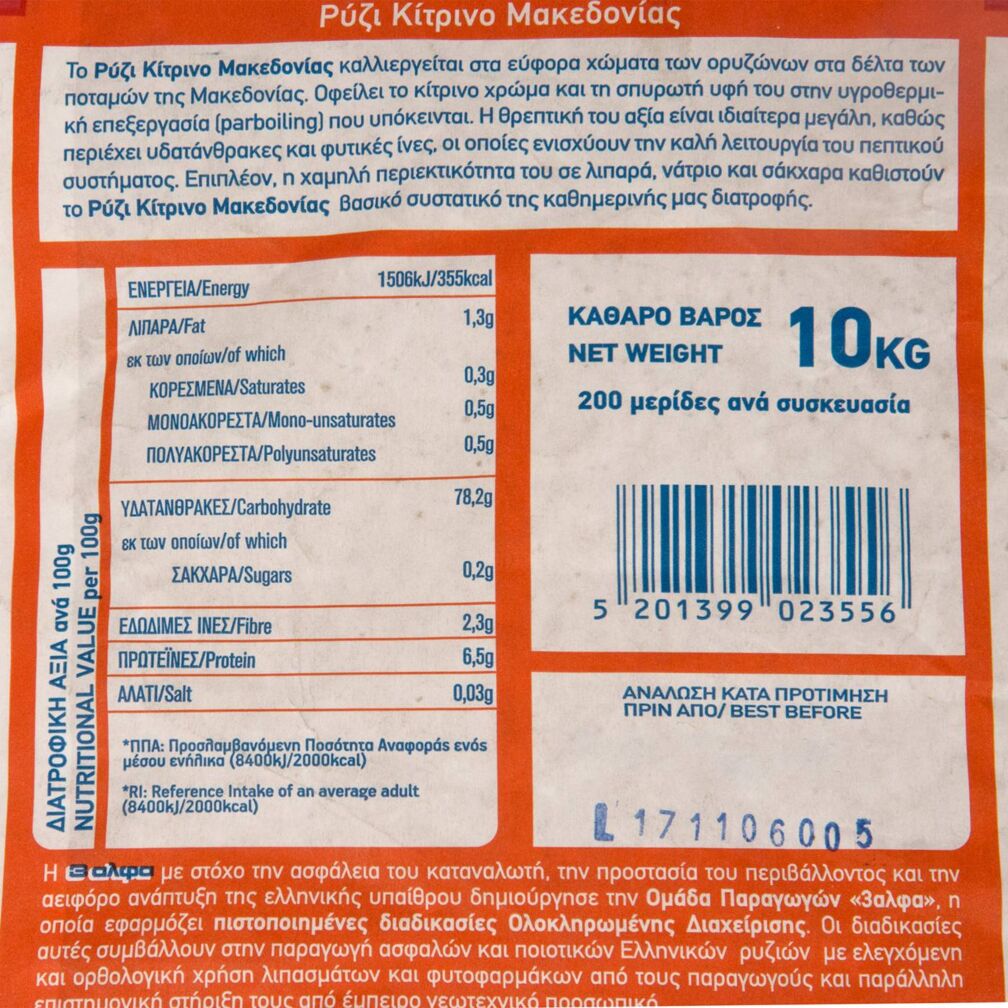 Ρύζι Κίτρινο Μακεδονίας
Το Ρύζι Κίτρινο Μακεδονίας καλλιεργείται στα εύφορα χώματα των ορυζώνων στα δέλτα των
ποταμών της Μακεδονίας. Οφείλει το κίτρινο χρώμα και τη σπυρωτή υφή του στην υγροθερμι-
κή επεξεργασία (parboiling) που υπόκεινται. Η θρεπτική του αξία είναι ιδιαίτερα μεγάλη, καθώς
περιέχει υδατάνθρακες και φυτικές ίνες, οι οποίες ενισχύουν την καλή λειτουργία του πεπτικού
συστήματος. Επιπλέον, η χαμηλή περιεκτικότητα του σε λιπαρά, νάτριο και σάκχαρα καθιστούν
το Ρύζι Κίτρινο Μακεδονίας βασικό συστατικό της καθημερινής μας διατροφής.
ΔΙΑΤΡΟΦΙΚΗ ΑΞΙΑ ανά 100g
NUTRITIONAL VALUE per 100g
ΕΝΕΡΓΕΙΑ/Energy 1506kJ/355kcal
ΛΙΠΑΡΑ/Fat 1,3g
εκ των οποίων/of which
ΚΟΡΕΣΜΕΝΑ/Saturates 0,3g
ΜΟΝΟΑΚΟΡΕΣΤΑ/Mono-unsaturates 0,5g
ΠΟΛΥΑΚΟΡΕΣΤΑ/Polyunsaturates 0,5g
ΥΔΑΤΑΝΘΡΑΚΕΣ/Carbohydrate 78,2g
εκ των οποίων/of which
ΣΑΚΧΑΡΑ/Sugars 0,2g
ΕΔΩΔΙΜΕΣ ΙΝΕΣ/Fibre 2,3g
ΠΡΩΤΕΪΝΕΣ/Protein 6,5g
ΑΛΑΤΙ/Salt 0,03g
*ΠΠΑ: Προσλαμβανόμενη Ποσότητα Αναφοράς ενός
μέσου ενήλικα (8400kJ/2000kcal)
*RI: Reference Intake of an average adult
(8400kJ/2000kcal)
ΚΑΘΑΡΟ ΒΑΡΟΣ
NET WEIGHT
10KG
200 μερίδες ανά συσκευασία
5 201399 023556
ΑΝΑΛΩΣΗ ΚΑΤΑ ΠΡΟΤΙΜΗΣΗ
ΠΡΙΝ ΑΠΟ/ BEST BEFORE
L 171106005
Η 3 αλφα με στόχο την ασφάλεια του καταναλωτή, την προστασία του περιβάλλοντος και την
αειφόρο ανάπτυξη της ελληνικής υπαίθρου δημιούργησε την Ομάδα Παραγωγών «3αλφα», η
οποία εφαρμόζει πιστοποιημένες διαδικασίες Ολοκληρωμένης Διαχείρισης. Οι διαδικασίες
αυτές συμβάλλουν στην παραγωγή ασφαλών και ποιοτικών Ελληνικών ρυζιών με ελεγχόμενη
και ορθολογική χρήση λιπασμάτων και φυτοφαρμάκων από τους παραγωγούς και παράλληλη
επιστημονική στήριξη τους από έμπειρο γεωτεχνικό προσωπικό.